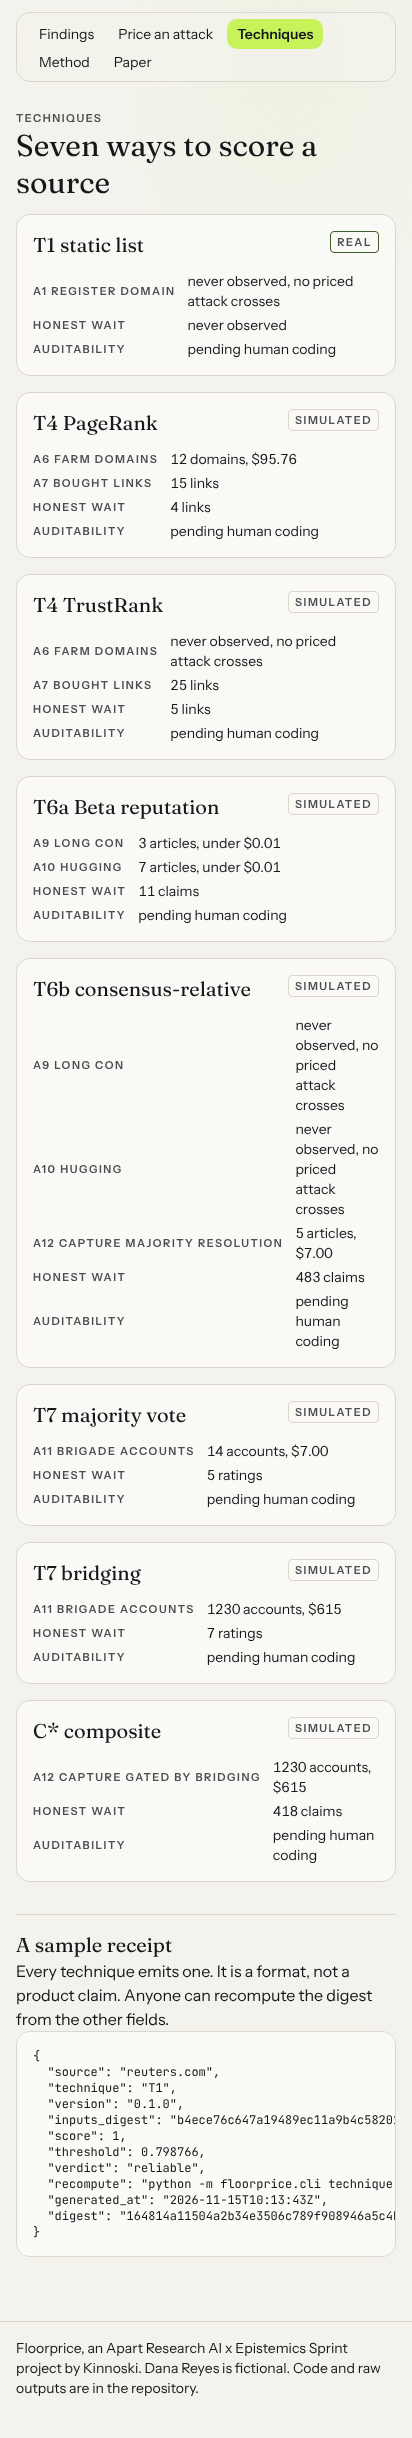 Findings
Price an attack
Techniques
Method
Paper
TECHNIQUES
Seven ways to score a
source
T1 static list
REAL
A1 REGISTER DOMAIN
never observed, no priced
attack crosses
HONEST WAIT
never observed
AUDITABILITY
pending human coding
T4 PageRank
SIMULATED
A6 FARM DOMAINS
12 domains, $95.76
A7 BOUGHT LINKS
15 links
HONEST WAIT
4 links
AUDITABILITY
pending human coding
T4 TrustRank
SIMULATED
A6 FARM DOMAINS
never observed, no priced
attack crosses
A7 BOUGHT LINKS
25 links
HONEST WAIT
5 links
AUDITABILITY
pending human coding
T6a Beta reputation
SIMULATED
A9 LONG CON
3 articles, under $0.01
A10 HUGGING
7 articles, under $0.01
HONEST WAIT
11 claims
AUDITABILITY
pending human coding
T6b consensus-relative
SIMULATED
A9 LONG CON
never
observed, no
priced
attack
crosses
A10 HUGGING
never
observed, no
priced
attack
crosses
A12 CAPTURE MAJORITY RESOLUTION
5 articles,
$7.00
HONEST WAIT
483 claims
AUDITABILITY
pending
human
coding
T7 majority vote
SIMULATED
A11 BRIGADE ACCOUNTS
14 accounts, $7.00
HONEST WAIT
5 ratings
AUDITABILITY
pending human coding
T7 bridging
SIMULATED
A11 BRIGADE ACCOUNTS
1230 accounts, $615
HONEST WAIT
7 ratings
AUDITABILITY
pending human coding
C* composite
SIMULATED
A12 CAPTURE GATED BY BRIDGING
1230 accounts,
$615
HONEST WAIT
418 claims
AUDITABILITY
pending human
coding
A sample receipt
Every technique emits one. It is a format, not a
product claim. Anyone can recompute the digest
from the other fields.
{
"source": "reuters.com",
"technique": "T1",
"version": "0.1.0",
"inputs_digest": "b4ece76c647a19489ec11a9b4c5820
"score": 1,
"threshold": 0.798766,
"verdict": "reliable",
"recompute": "python -m floorprice.cli technique
"generated_at": "2026-11-15T10:13:43Z",
"digest": "164814a11504a2b34e3506c789f908946a5c4
}
Floorprice, an Apart Research AI x Epistemics Sprint
project by Kinnoski. Dana Reyes is fictional. Code and raw
outputs are in the repository.